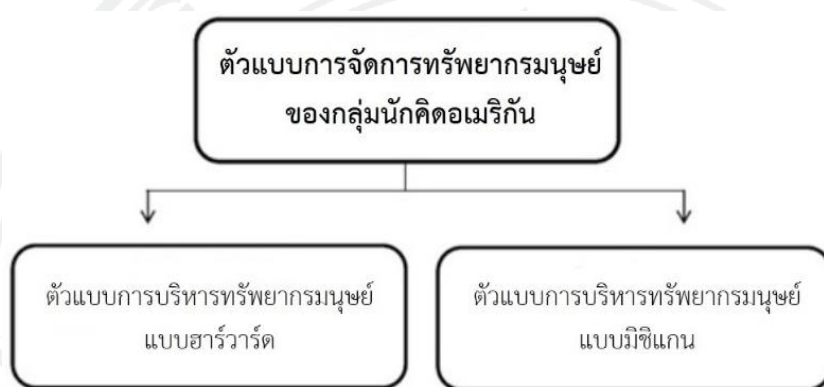 ตัวแบบการจัดการทรัพยากรมนุษย์
ของกลุ่มนักคิดอเมริกัน
ตัวแบบการบริหารทรัพยากรมนุษย์
แบบฮาร์วาร์ด
ตัวแบบการบริหารทรัพยากรมนุษย์
แบบมิชิแกน